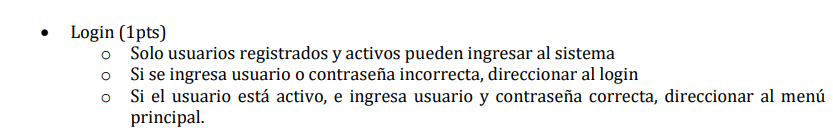 • Login (1pts)
o Solo usuarios registrados y activos pueden ingresar al sistema
o Si se ingresa usuario o contraseña incorrecta, direccionar al login
o Si el usuario está activo, e ingresa usuario y contraseña correcta, direccionar al menú
principal.